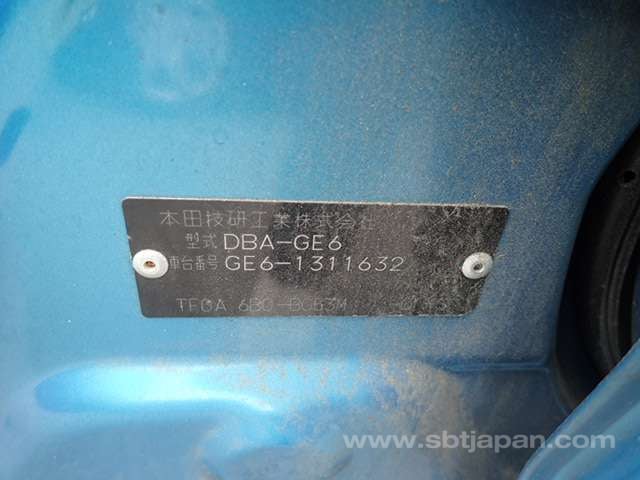 本田技研工業株式会社
型式 DBA-GE6
車台番号 GE6-1311632
www.sbtjapan.com